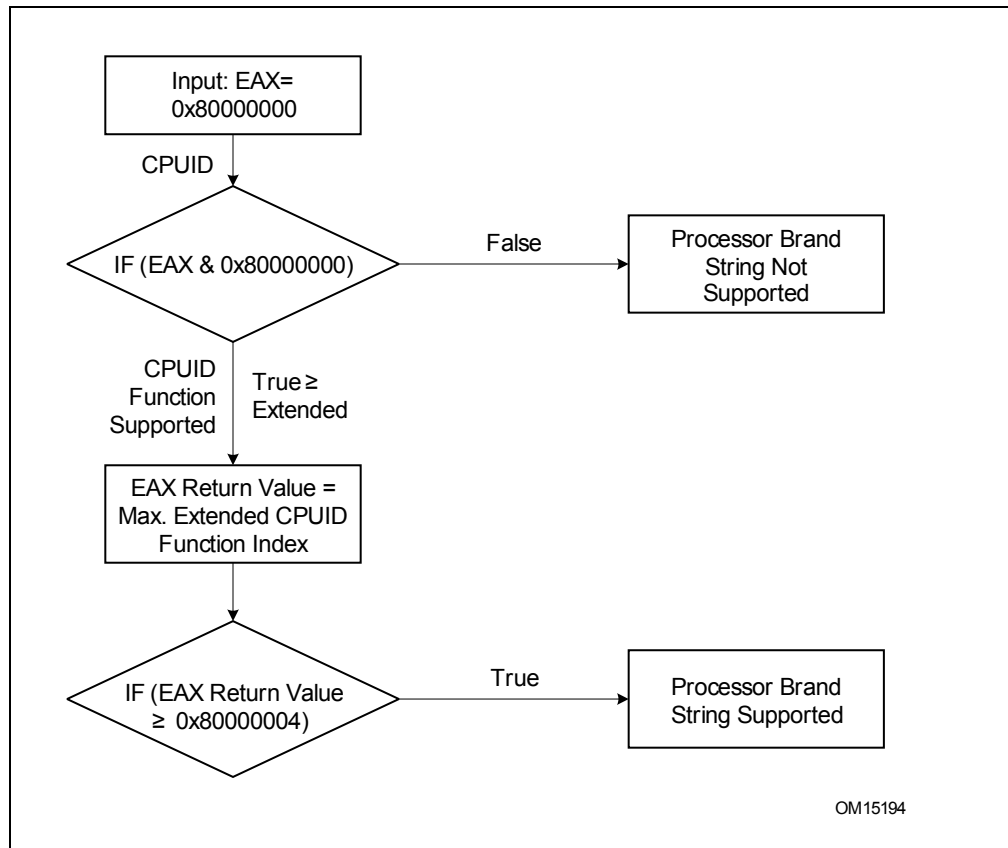 Input: EAX=
0x80000000
CPUID
IF (EAX & 0x80000000)
False
Processor Brand
String Not
Supported
CPUID
Function
Supported
True ≥
Extended
EAX Return Value =
Max. Extended CPUID
Function Index
IF (EAX Return Value
≥ 0x80000004)
True
Processor Brand
String Supported
OM15194